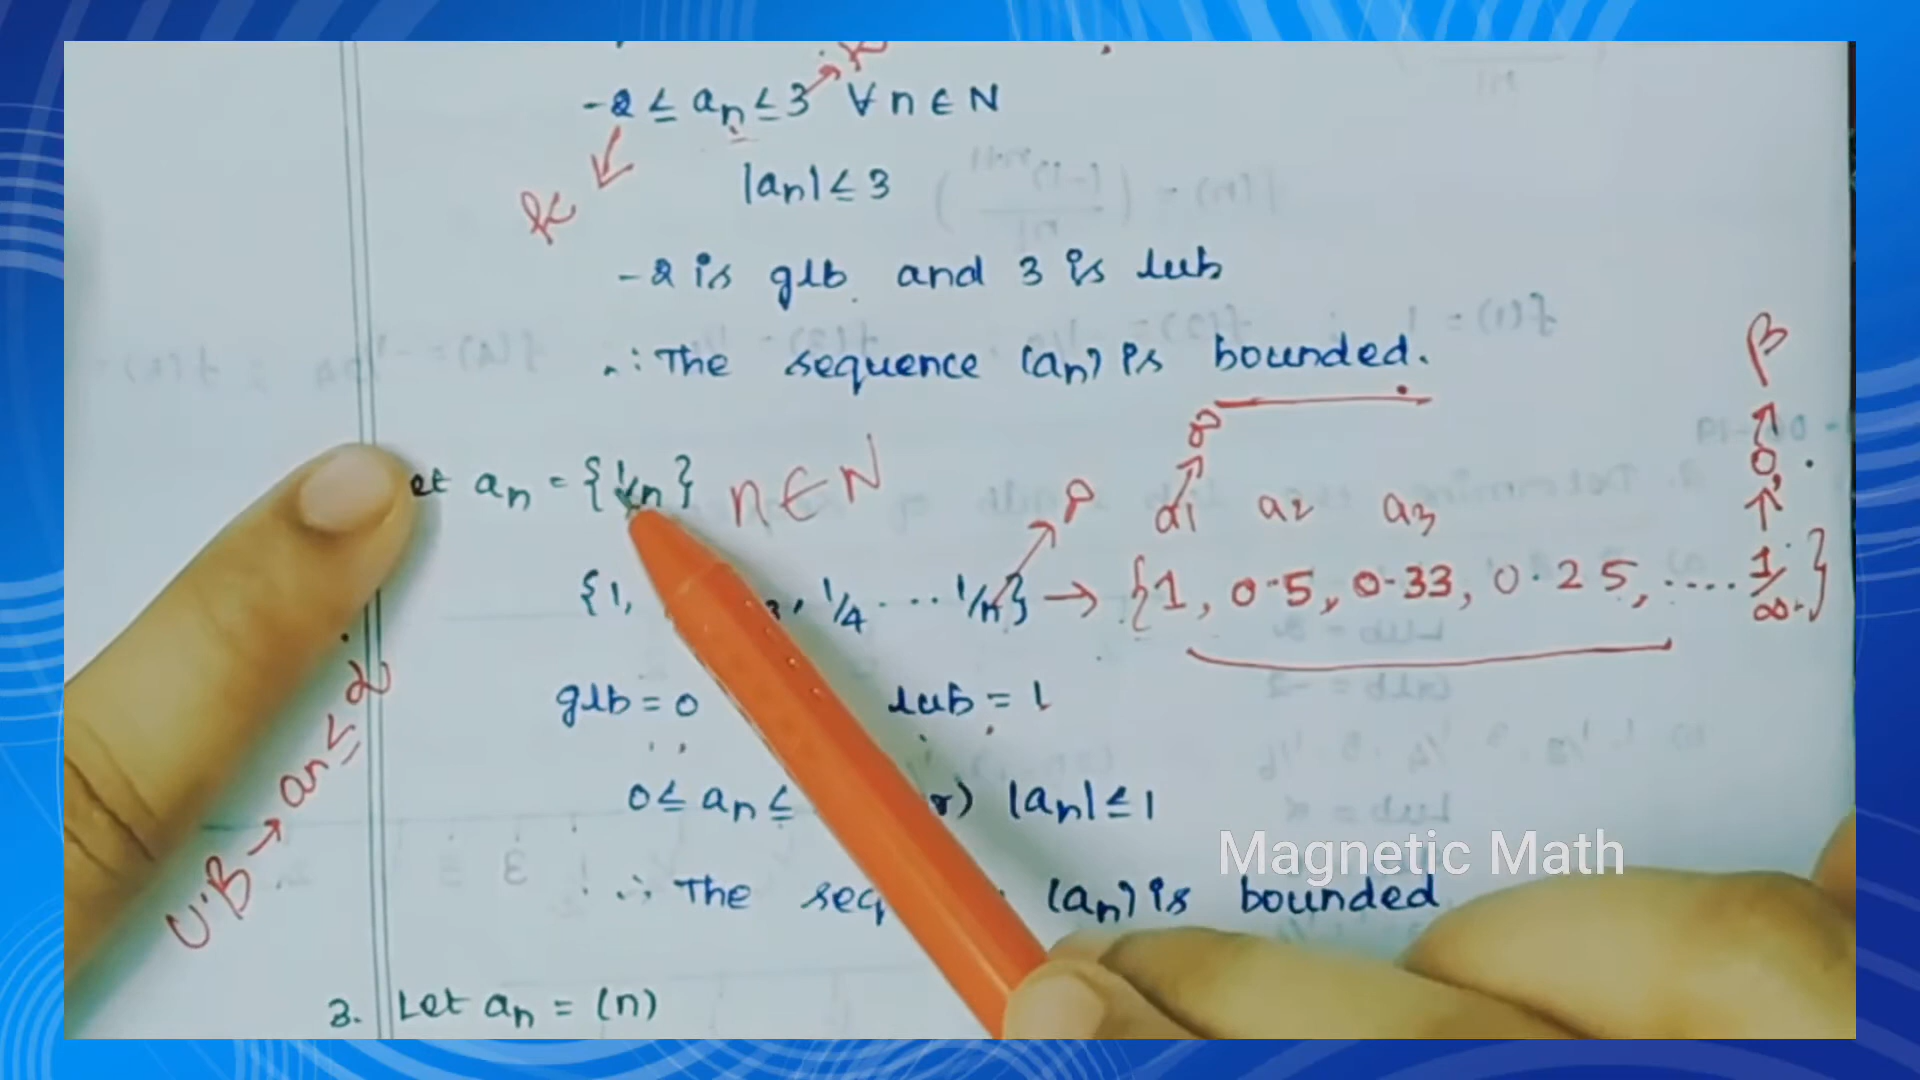 -2 ≤ an ≤ 3 ∀ n ∈ N
k
|an| ≤ 3
-2 is glb and 3 is lub
∴ The sequence (an) is bounded.
β
0
et an = {1/n} n ∈ N
a1 a2 a3
{1, , 1/4 ... 1/n} → {1, 0.5, 0.33, 0.25, .... 1/∞.}
glb = 0 lub = 1
U.B → an ≤
0 ≤ an ≤ |an| ≤ 1
Magnetic Math
∴ The (an) is bounded
3. Let an = (n)